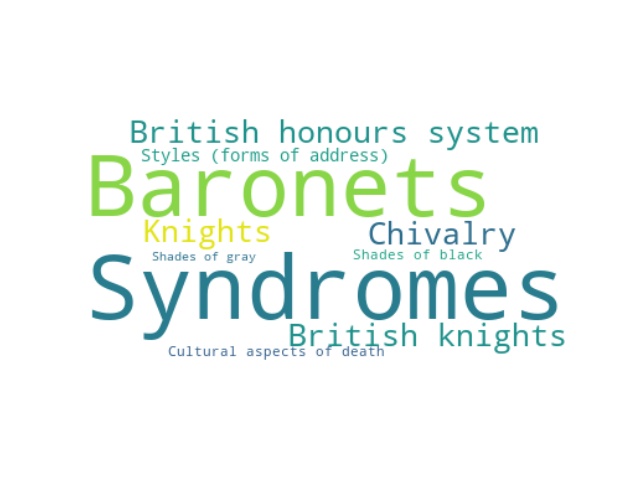 British honours system
Styles (forms of address)
Baronets
Knights
Chivalry
Shades of gray
Shades of black
Syndromes
British knights
Cultural aspects of death